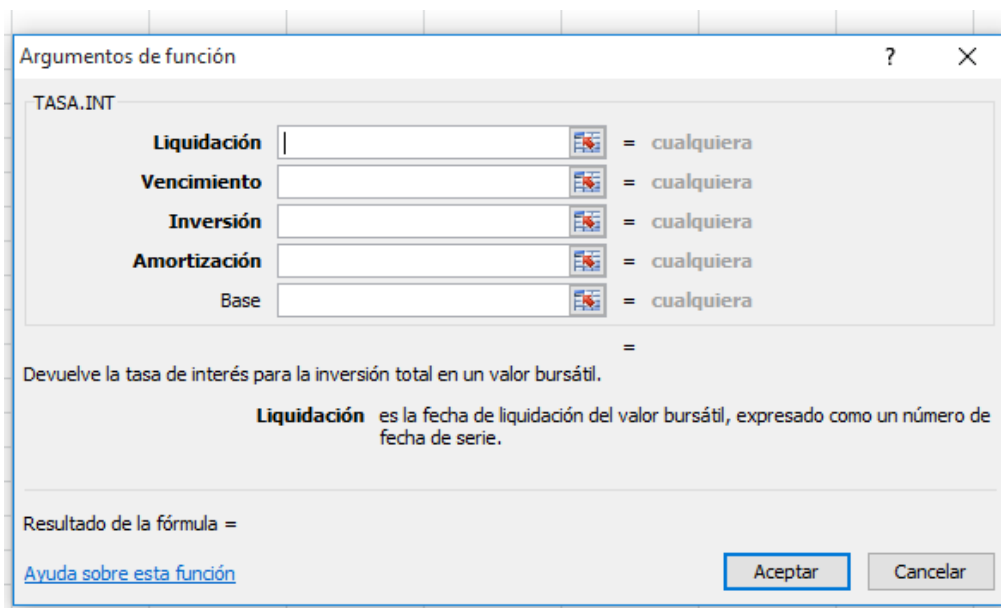 Argumentos de función ? X
TASA.INT
Liquidación = cualquiera
Vencimiento = cualquiera
Inversión = cualquiera
Amortización = cualquiera
Base = cualquiera
=
Devuelve la tasa de interés para la inversión total en un valor bursátil.
Liquidación es la fecha de liquidación del valor bursátil, expresado como un número de
fecha de serie.
Resultado de la fórmula =
Ayuda sobre esta función Aceptar Cancelar